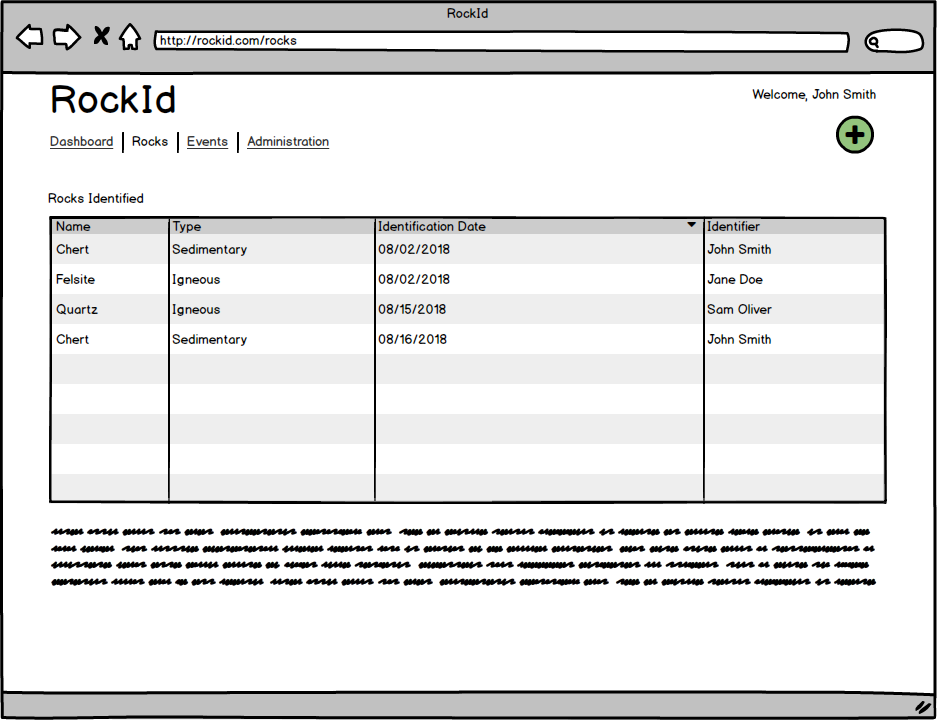 RockId
http://rockid.com/rocks
RockId
Welcome, John Smith
Dashboard Rocks Events Administration
Rocks Identified
Name Type Identification Date Identifier
Chert Sedimentary 08/02/2018 John Smith
Felsite Igneous 08/02/2018 Jane Doe
Quartz Igneous 08/15/2018 Sam Oliver
Chert Sedimentary 08/16/2018 John Smith